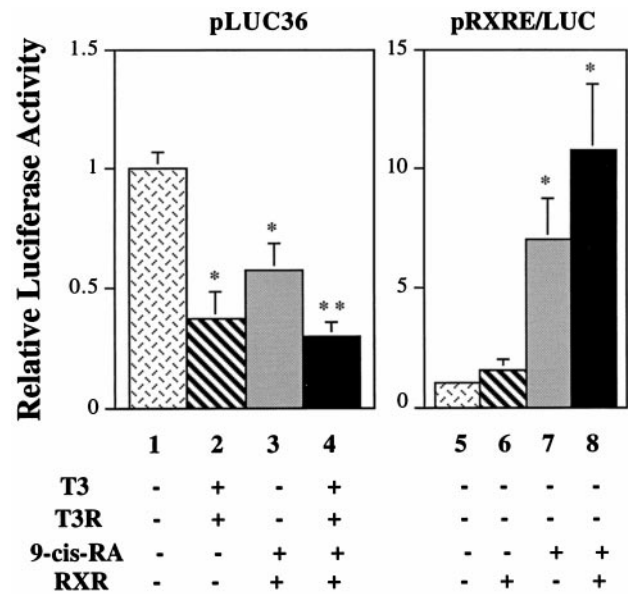 pLUC36 pRXRE/LUC
Relative Luciferase Activity
1.5 15
* 
1 10
*
*
0.5 5
*
**
0 0
1 2 3 4 5 6 7 8
T3 - + - + - - - -
T3R - + - + - - - -
9-cis-RA - - + + - - + +
RXR - - + + - + - +